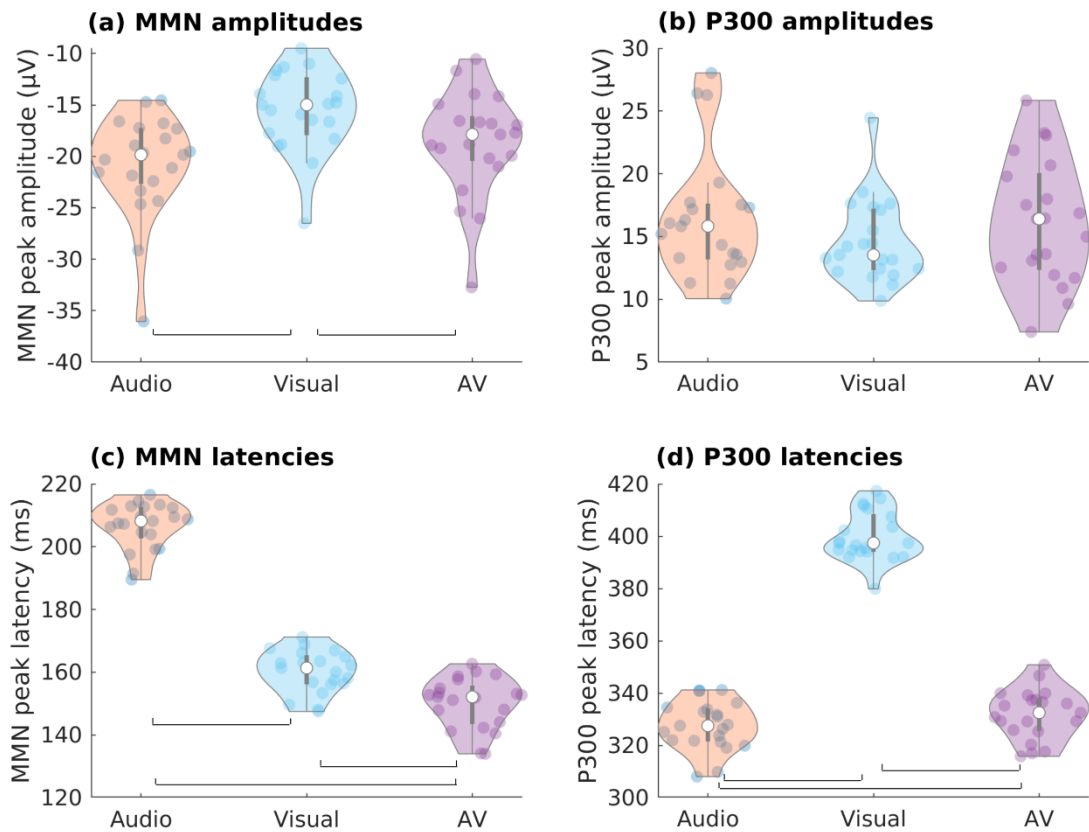 (a) MMN amplitudes
MMN peak amplitude (µV)
-10
-15
-20
-25
-30
-35
-40
Audio Visual AV
(b) P300 amplitudes
P300 peak amplitude (µV)
30
25
20
15
10
5
Audio Visual AV
(c) MMN latencies
MMN peak latency (ms)
220
200
180
160
140
120
Audio Visual AV
(d) P300 latencies
P300 peak latency (ms)
420
400
380
360
340
320
300
Audio Visual AV